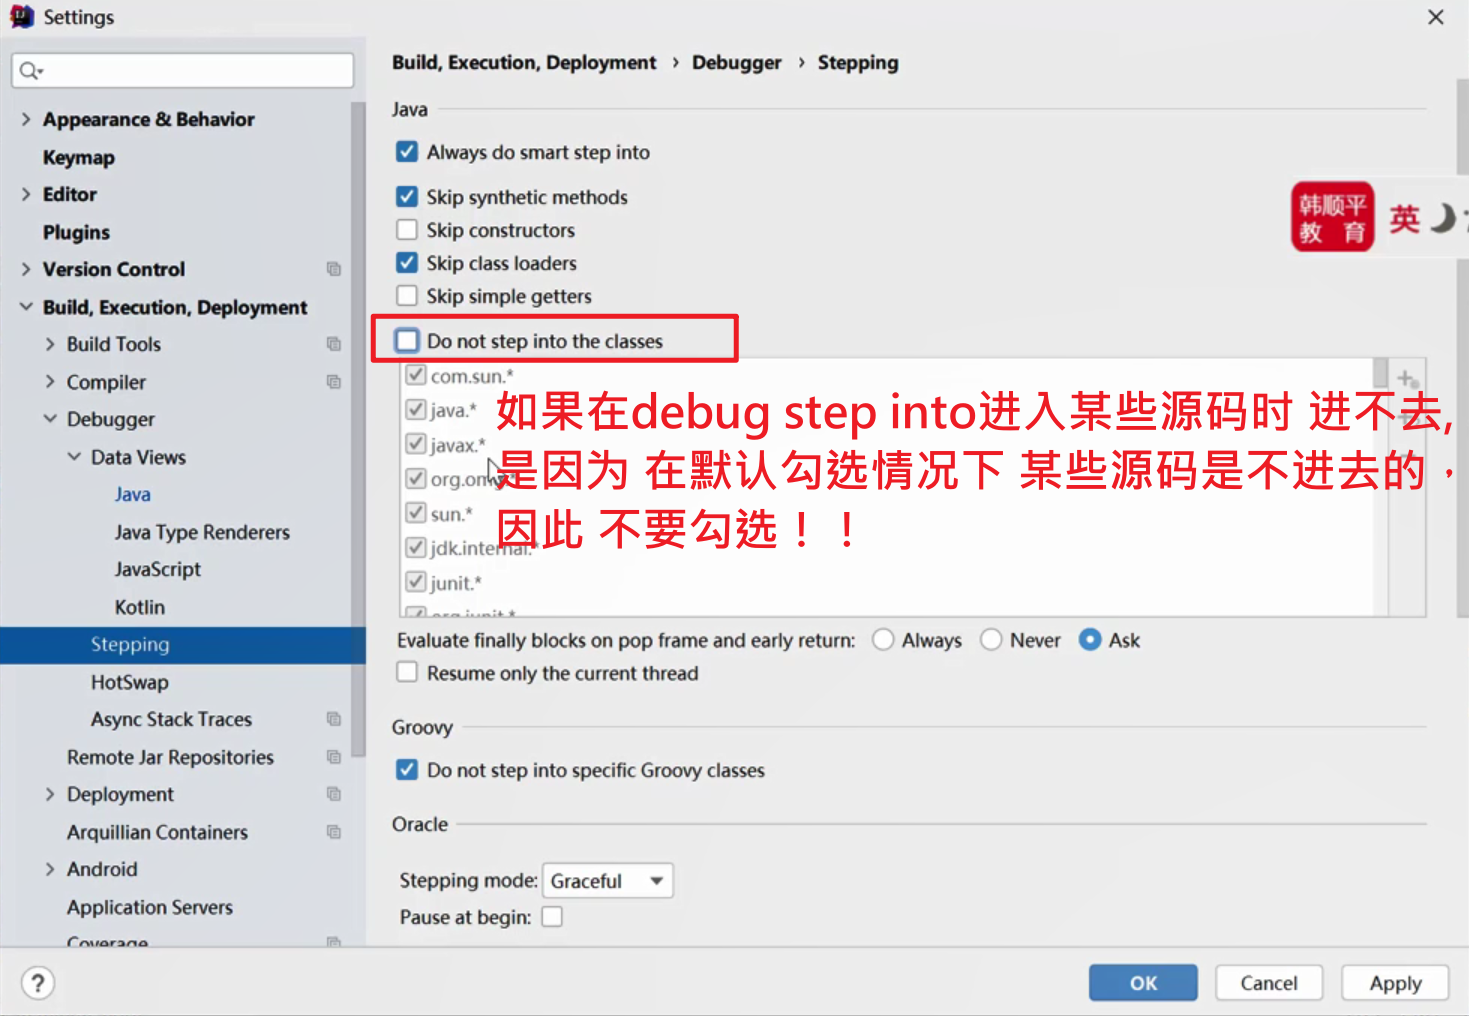 Settings
Build, Execution, Deployment › Debugger › Stepping
Appearance & Behavior
Keymap
Editor
Plugins
Version Control
Build, Execution, Deployment
Build Tools
Compiler
Debugger
Data Views
Java
Java Type Renderers
JavaScript
Kotlin
Stepping
HotSwap
Async Stack Traces
Remote Jar Repositories
Deployment
Arquillian Containers
Android
Application Servers
Coverage
Java
Always do smart step into
Skip synthetic methods
Skip constructors
Skip class loaders
Skip simple getters
Do not step into the classes
com.sun.*
java.*
javax.*
sun.*
jdk.internal.*
junit.*
org.junit.*
如果在debug step into进入某些源码时 进不去,
是因为 在默认勾选情况下 某些源码是不进去的，
因此 不要勾选！！
韩顺平
教 育
英
Evaluate finally blocks on pop frame and early return: Always Never Ask
Resume only the current thread
Groovy
Do not step into specific Groovy classes
Oracle
Stepping mode: Graceful
Pause at begin:
?
OK
Cancel
Apply